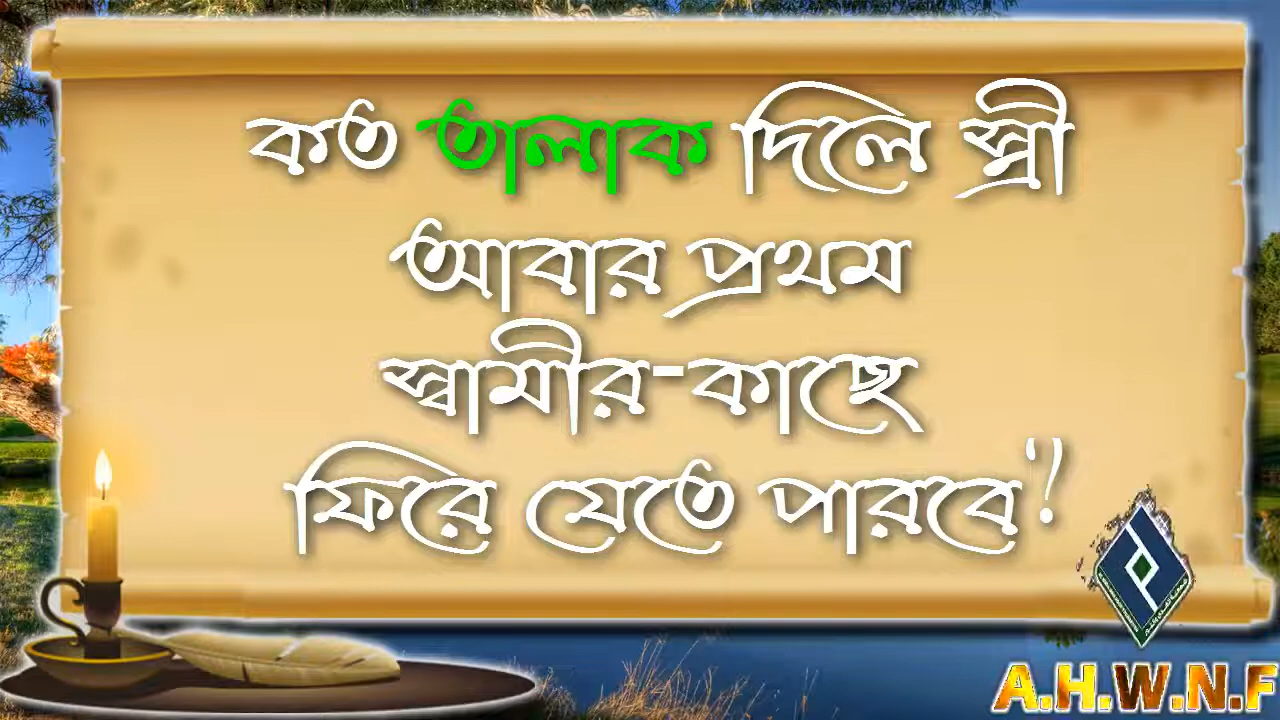 কত তালাক দিলে স্ত্রী
আবার প্রথম
স্বামীর-কাছে
ফিরে যেতে পারবে?
A.H.W.N.F